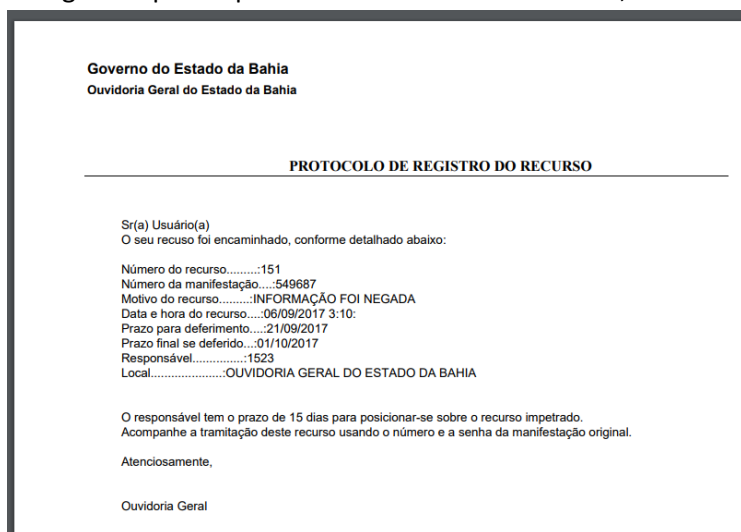 Governo do Estado da Bahia
Ouvidoria Geral do Estado da Bahia
PROTOCOLO DE REGISTRO DO RECURSO
Sr(a) Usuário(a)
O seu recuso foi encaminhado, conforme detalhado abaixo:
Número do recurso.........:151
Número da manifestação....:549687
Motivo do recurso.........:INFORMAÇÃO FOI NEGADA
Data e hora do recurso....:06/09/2017 3:10:
Prazo para deferimento....:21/09/2017
Prazo final se deferido...:01/10/2017
Responsável...............:1523
Local.....................:OUVIDORIA GERAL DO ESTADO DA BAHIA
O responsável tem o prazo de 15 dias para posicionar-se sobre o recurso impetrado.
Acompanhe a tramitação deste recurso usando o número e a senha da manifestação original.
Atenciosamente,
Ouvidoria Geral